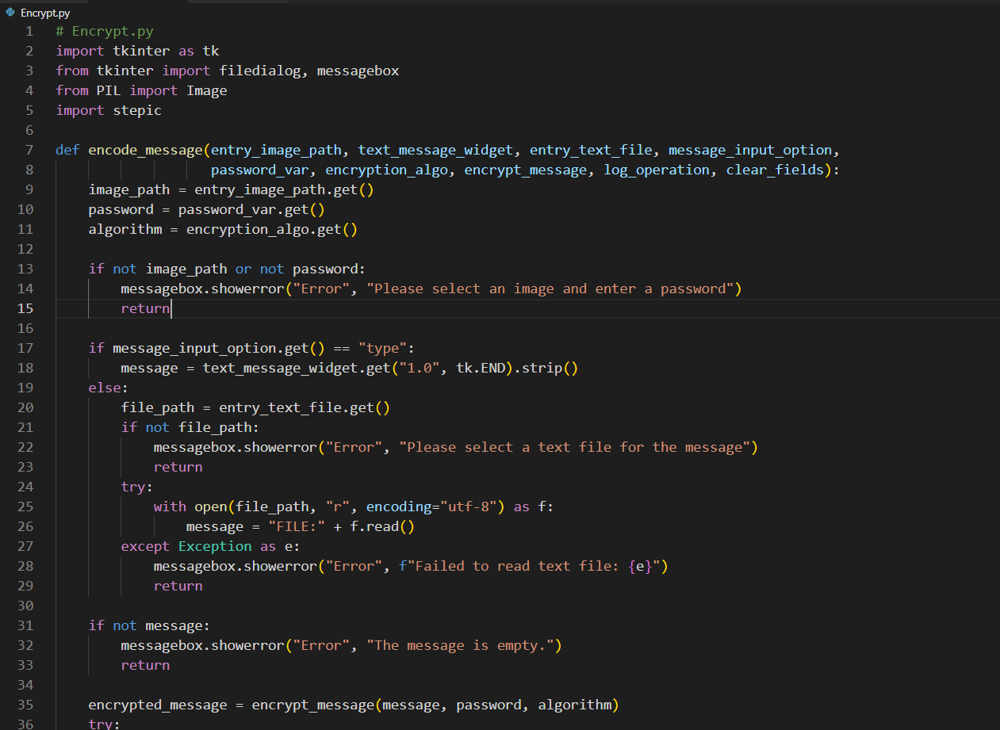 Encrypt.py
1 # Encrypt.py
2 import tkinter as tk
3 from tkinter import filedialog, messagebox
4 from PIL import Image
5 import stepic
6
7 def encode_message(entry_image_path, text_message_widget, entry_text_file, message_input_option,
8                    password_var, encryption_algo, encrypt_message, log_operation, clear_fields):
9     image_path = entry_image_path.get()
10     password = password_var.get()
11     algorithm = encryption_algo.get()
12
13     if not image_path or not password:
14         messagebox.showerror("Error", "Please select an image and enter a password")
15         return
16
17     if message_input_option.get() == "type":
18         message = text_message_widget.get("1.0", tk.END).strip()
19     else:
20         file_path = entry_text_file.get()
21         if not file_path:
22             messagebox.showerror("Error", "Please select a text file for the message")
23             return
24         try:
25             with open(file_path, "r", encoding="utf-8") as f:
26                 message = "FILE:" + f.read()
27         except Exception as e:
28             messagebox.showerror("Error", f"Failed to read text file: {e}")
29             return
30
31     if not message:
32         messagebox.showerror("Error", "The message is empty.")
33         return
34
35     encrypted_message = encrypt_message(message, password, algorithm)
36     try: